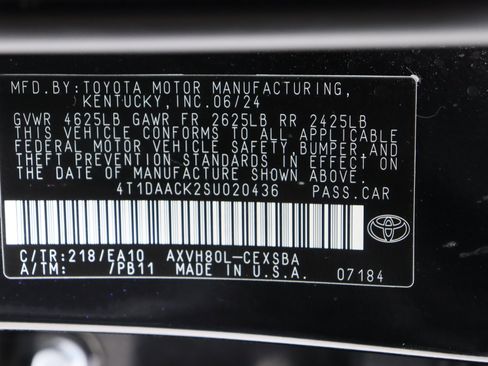 MFD.BY:TOYOTA MOTOR MANUFACTURING,
KENTUCKY,INC.06/24
GVWR 4625LB GAWR FR 2625LB RR 2425LB
THIS VEHICLE CONFORMS TO ALL APPLICABLE
FEDERAL MOTOR VEHICLE SAFETY,BUMPER,AND
THEFT PREVENTION STANDARDS IN EFFECT ON
THE DATE OF MANUFACTURE SHOWN ABOVE.
4T1DAACK2SU020436 PASS.CAR
C/TR:218/EA10 AXVH80L-CEXSBA
A/TM: /PB11 MADE IN U.S.A. 07184